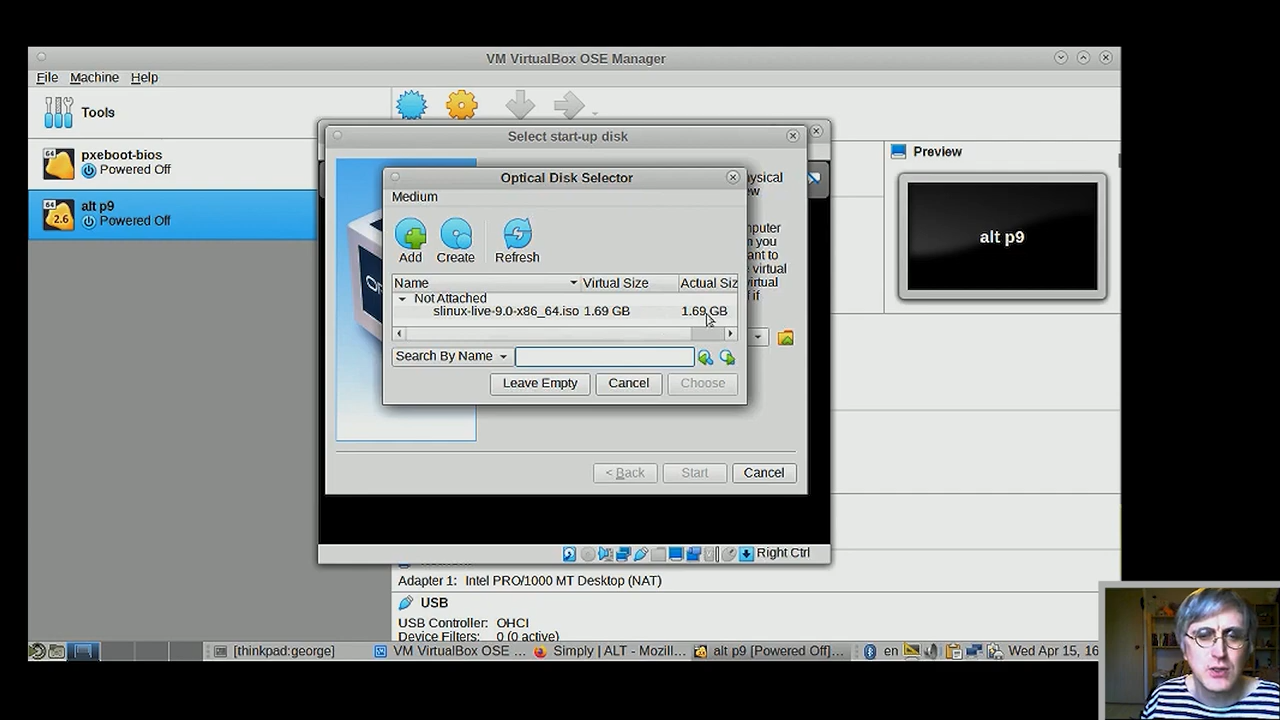 VM VirtualBox OSE Manager
File Machine Help
Tools
64
pxeboot-bios
Powered Off
64
2.6
alt p9
Powered Off
Preview
alt p9
Select start-up disk
Optical Disk Selector
Medium
Add Create Refresh
Name Virtual Size Actual Siz
Not Attached
slinux-live-9.0-x86_64.iso 1.69 GB 1.69 GB
Search By Name
Leave Empty Cancel Choose
if
< Back Start Cancel
Right Ctrl
Adapter 1: Intel PRO/1000 MT Desktop (NAT)
USB
USB Controller: OHCI
Device Filters: 0 (0 active)
[thinkpad:george] VM VirtualBox OSE ... Simply | ALT - Mozill... alt p9 [Powered Off]... en Wed Apr 15, 16